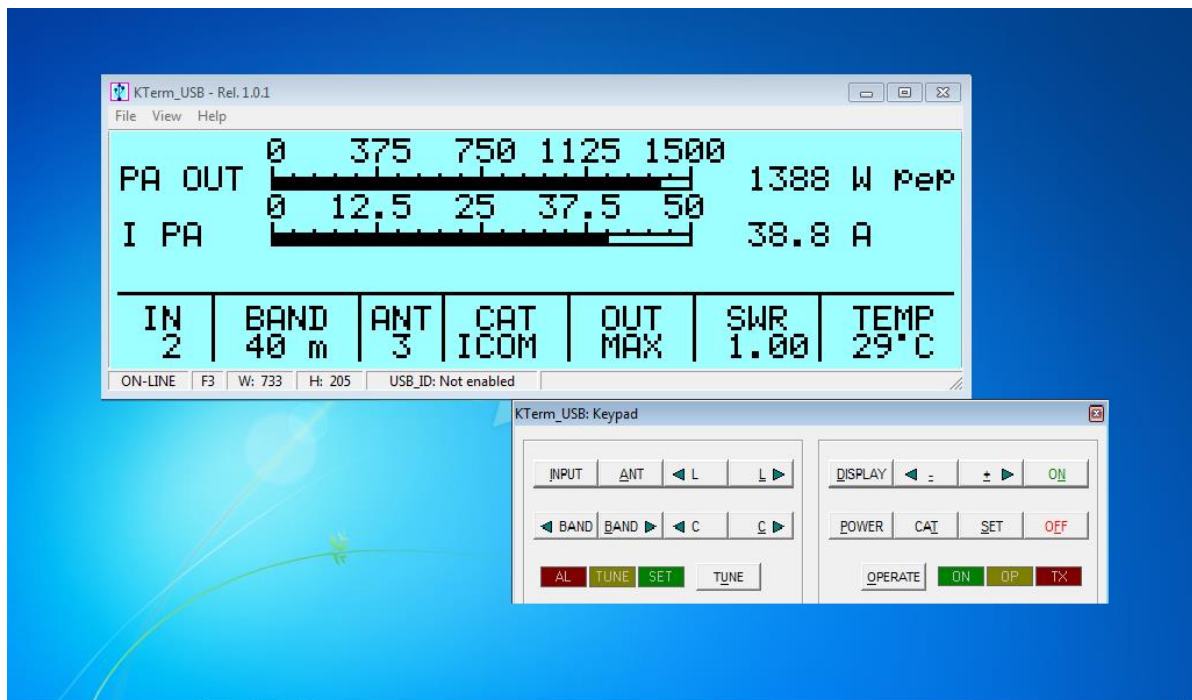 KTerm_USB - Rel. 1.0.1
File View Help
0 375 750 1125 1500
PA OUT 1388 W pep
0 12.5 25 37.5 50
I PA 38.8 A
IN BAND ANT CAT OUT SWR TEMP
2 40 m 3 ICOM MAX 1.00 29°C
ON-LINE F3 W: 733 H: 205 USB_ID: Not enabled
KTerm_USB: Keypad
INPUT ANT L L DISPLAY - + ON
BAND BAND C C POWER CAT SET OFF
AL TUNE SET TUNE OPERATE ON OP TX